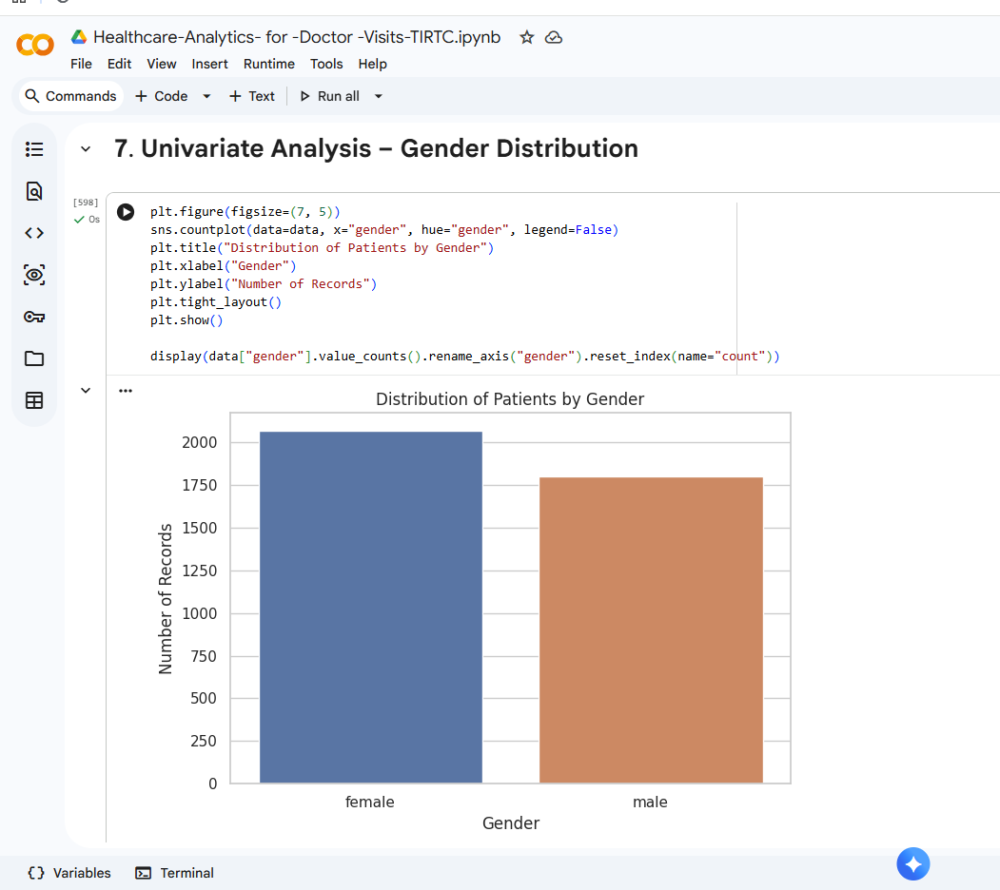 Healthcare-Analytics- for -Doctor -Visits-TIRTC.ipynb
File Edit View Insert Runtime Tools Help
Commands + Code + Text Run all
7. Univariate Analysis – Gender Distribution
[598]
0s
plt.figure(figsize=(7, 5))
sns.countplot(data=data, x="gender", hue="gender", legend=False)
plt.title("Distribution of Patients by Gender")
plt.xlabel("Gender")
plt.ylabel("Number of Records")
plt.tight_layout()
plt.show()
display(data["gender"].value_counts().rename_axis("gender").reset_index(name="count"))
Distribution of Patients by Gender
Number of Records
2000
1750
1500
1250
1000
750
500
250
0
female male
Gender
Variables Terminal